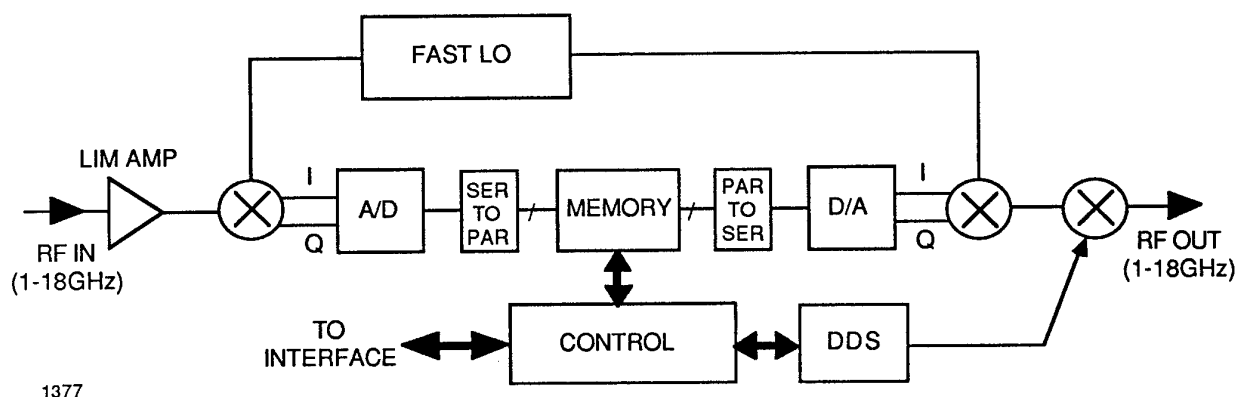 FAST LO
LIM AMP
I
A/D
SER
TO
PAR
MEMORY
PAR
TO
SER
D/A
I
Q
Q
RF IN
(1-18GHz)
RF OUT
(1-18GHz)
TO
INTERFACE
CONTROL
DDS
1377